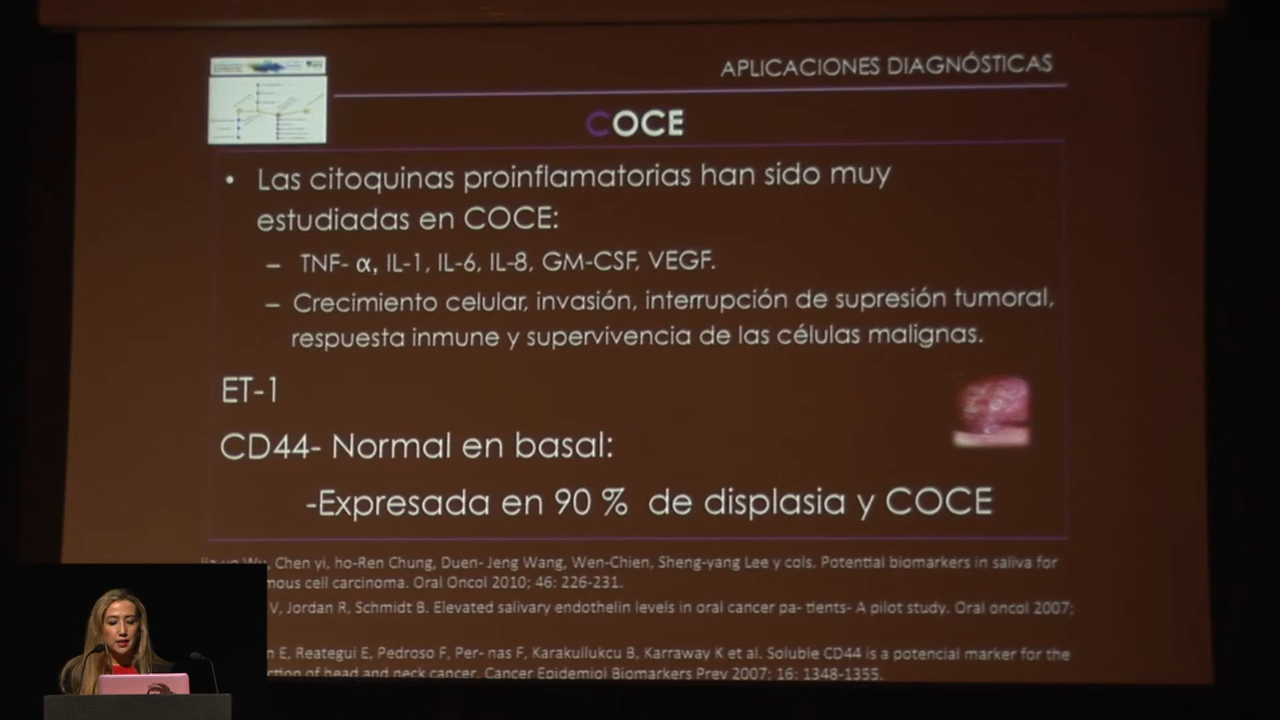 APLICACIONES DIAGNÓSTICAS
COCE
• Las citoquinas proinflamatorias han sido muy
estudiadas en COCE:
– TNF- α, IL-1, IL-6, IL-8, GM-CSF, VEGF.
– Crecimiento celular, invasión, interrupción de supresión tumoral,
respuesta inmune y supervivencia de las células malignas.
ET-1
CD44- Normal en basal:
-Expresada en 90 % de displasia y COCE
Wu, Chen yi, ho-Ren Chung, Duen- Jeng Wang, Wen-Chien, Sheng-yang Lee y cols. Potential biomarkers in saliva for
mous cell carcinoma. Oral Oncol 2010; 46: 226-231.
V, Jordan R, Schmidt B. Elevated salivary endothelin levels in oral cancer pa- tients- A pilot study. Oral oncol 2007;
n E, Reategui E, Pedroso F, Per- nas F, Karakullukcu B, Karraway K et al. Soluble CD44 is a potencial marker for the
ction of head and neck cancer. Cancer Epidemiol Biomarkers Prev 2007; 16: 1348-1355.